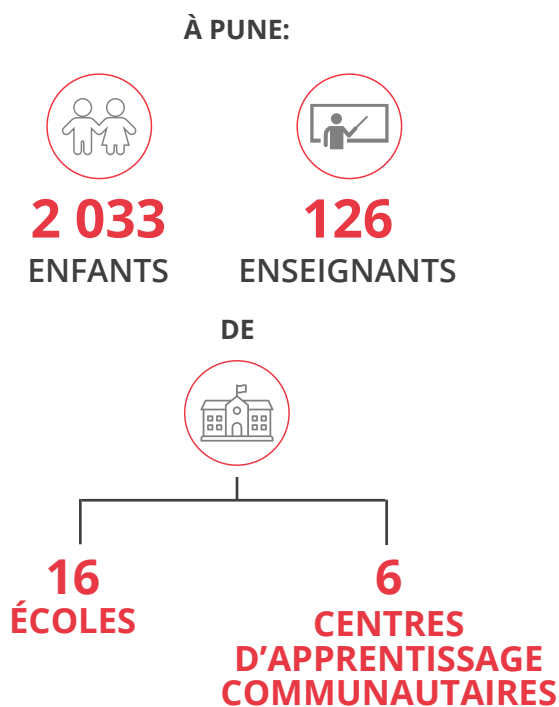 À PUNE:
2 033
ENFANTS
126
ENSEIGNANTS
DE
16
ÉCOLES
6
CENTRES
D’APPRENTISSAGE
COMMUNAUTAIRES